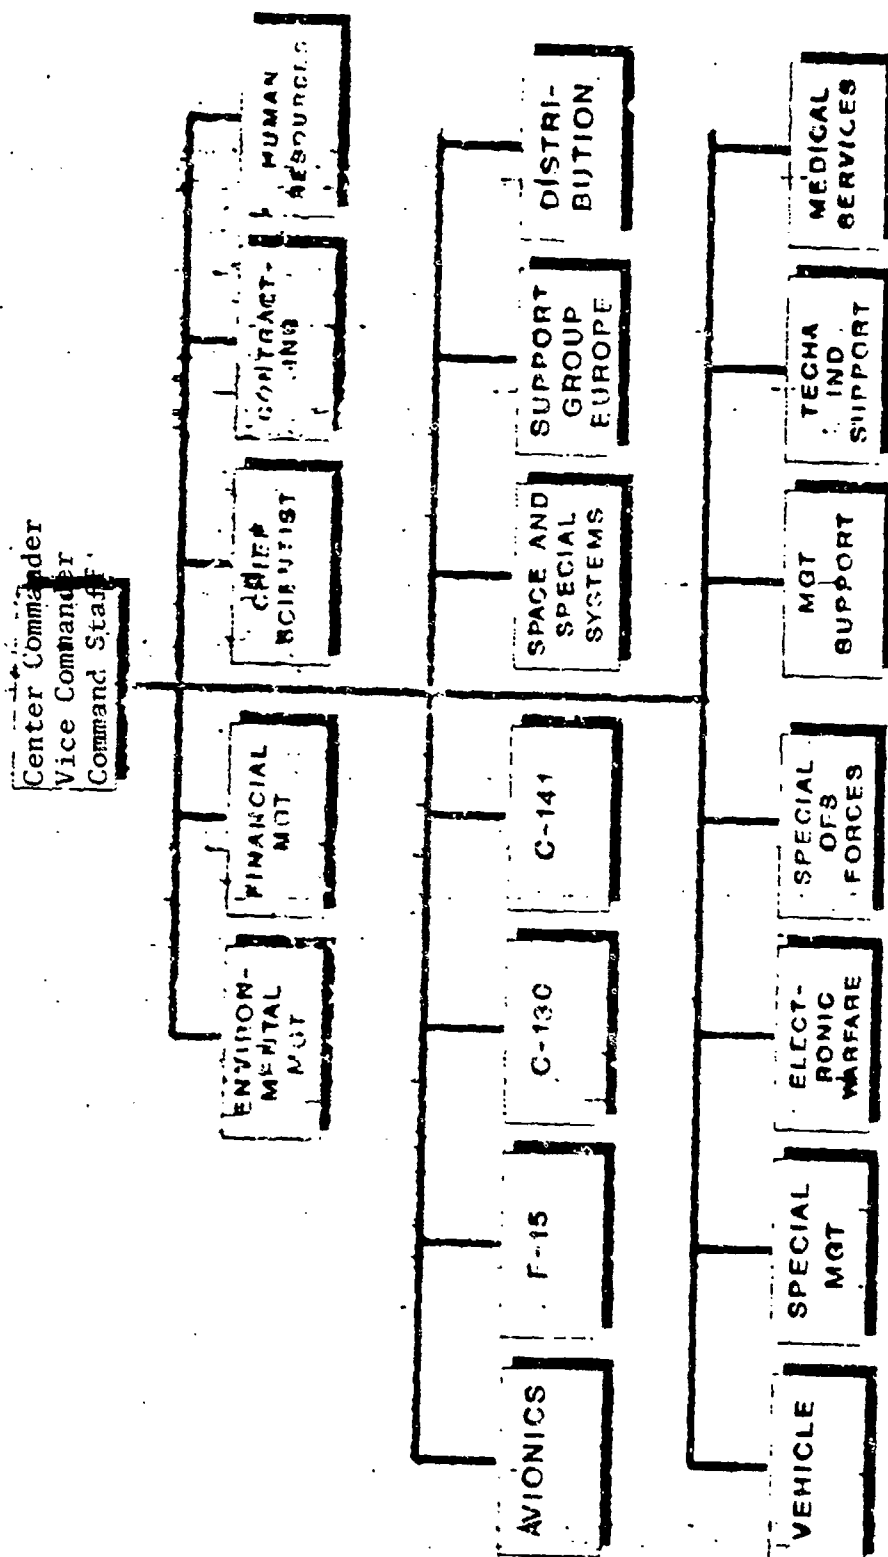 Center Commander
Vice Commander
Command Staff
ENVIRON-
MENTAL
MGT
FINANCIAL
MGT
CHIEF
SCIENTIST
CONTRACT-
ING
HUMAN
RESOURCES
AVIONICS
F-15
C-130
C-141
SPACE AND
SPECIAL
SYSTEMS
SUPPORT
GROUP
EUROPE
DISTRI-
BUTION
VEHICLE
SPECIAL
MGT
ELECT-
RONIC
WARFARE
SPECIAL
OFS
FORCES
MGT
SUPPORT
TECHA
IND
SUPPORT
MEDICAL
SERVICES